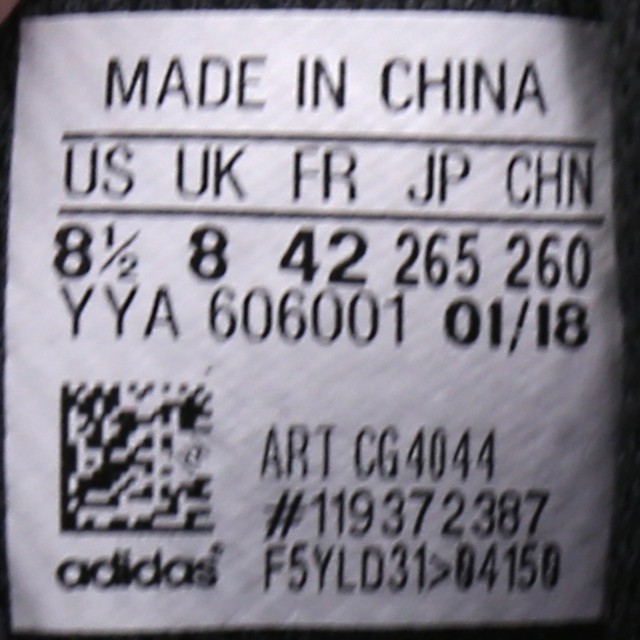 MADE IN CHINA
US UK FR JP CHN
8½ 8 42 265 260
YYA 606001 01/18
ART CG4044
#119372387
adidas F5YLD31>04150